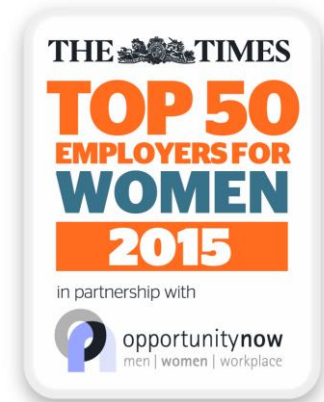 THE TIMES
TOP 50
EMPLOYERS FOR
WOMEN
2015
in partnership with
opportunitynow
men | women | workplace